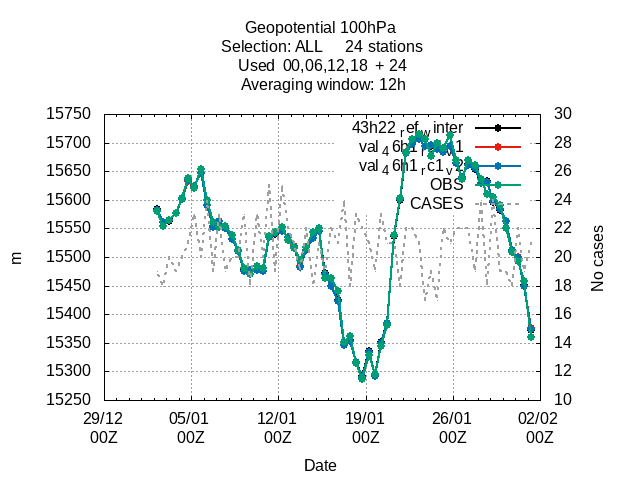 Geopotential 100hPa
Selection: ALL 24 stations
Used 00,06,12,18 + 24
Averaging window: 12h
15750
15700
15650
15600
15550
15500
15450
15400
15350
15300
15250
30
28
26
24
22
20
18
16
14
12
10
43h22_ref_winter
val_46h1_rc1_v1
val_46h1_rc1_v2
OBS
CASES
m
No cases
29/12 05/01 12/01 19/01 26/01 02/02
00Z 00Z 00Z 00Z 00Z 00Z
Date